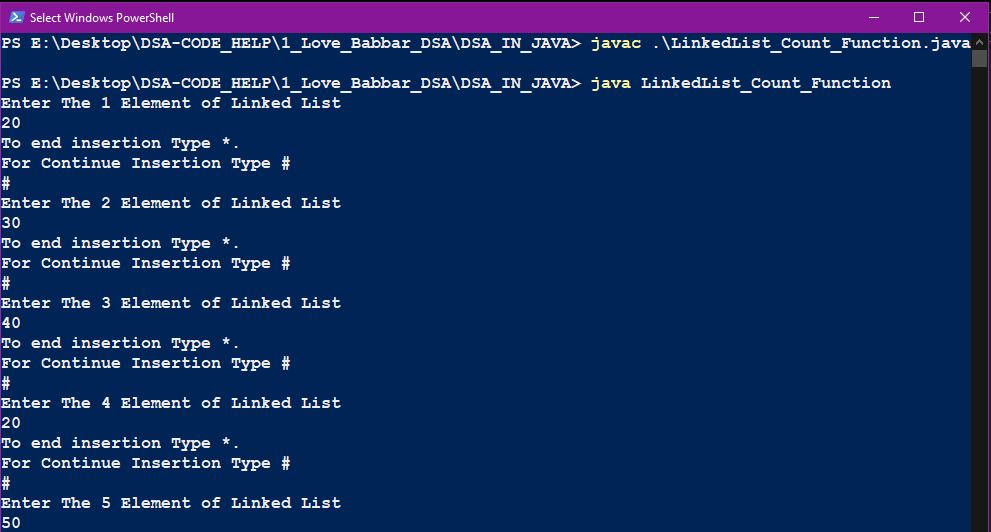 Select Windows PowerShell
PS E:\Desktop\DSA-CODE_HELP\1_Love_Babbar_DSA\DSA_IN_JAVA> javac .\LinkedList_Count_Function.java
PS E:\Desktop\DSA-CODE_HELP\1_Love_Babbar_DSA\DSA_IN_JAVA> java LinkedList_Count_Function
Enter The 1 Element of Linked List
20
To end insertion Type *.
For Continue Insertion Type #
#
Enter The 2 Element of Linked List
30
To end insertion Type *.
For Continue Insertion Type #
#
Enter The 3 Element of Linked List
40
To end insertion Type *.
For Continue Insertion Type #
#
Enter The 4 Element of Linked List
20
To end insertion Type *.
For Continue Insertion Type #
#
Enter The 5 Element of Linked List
50